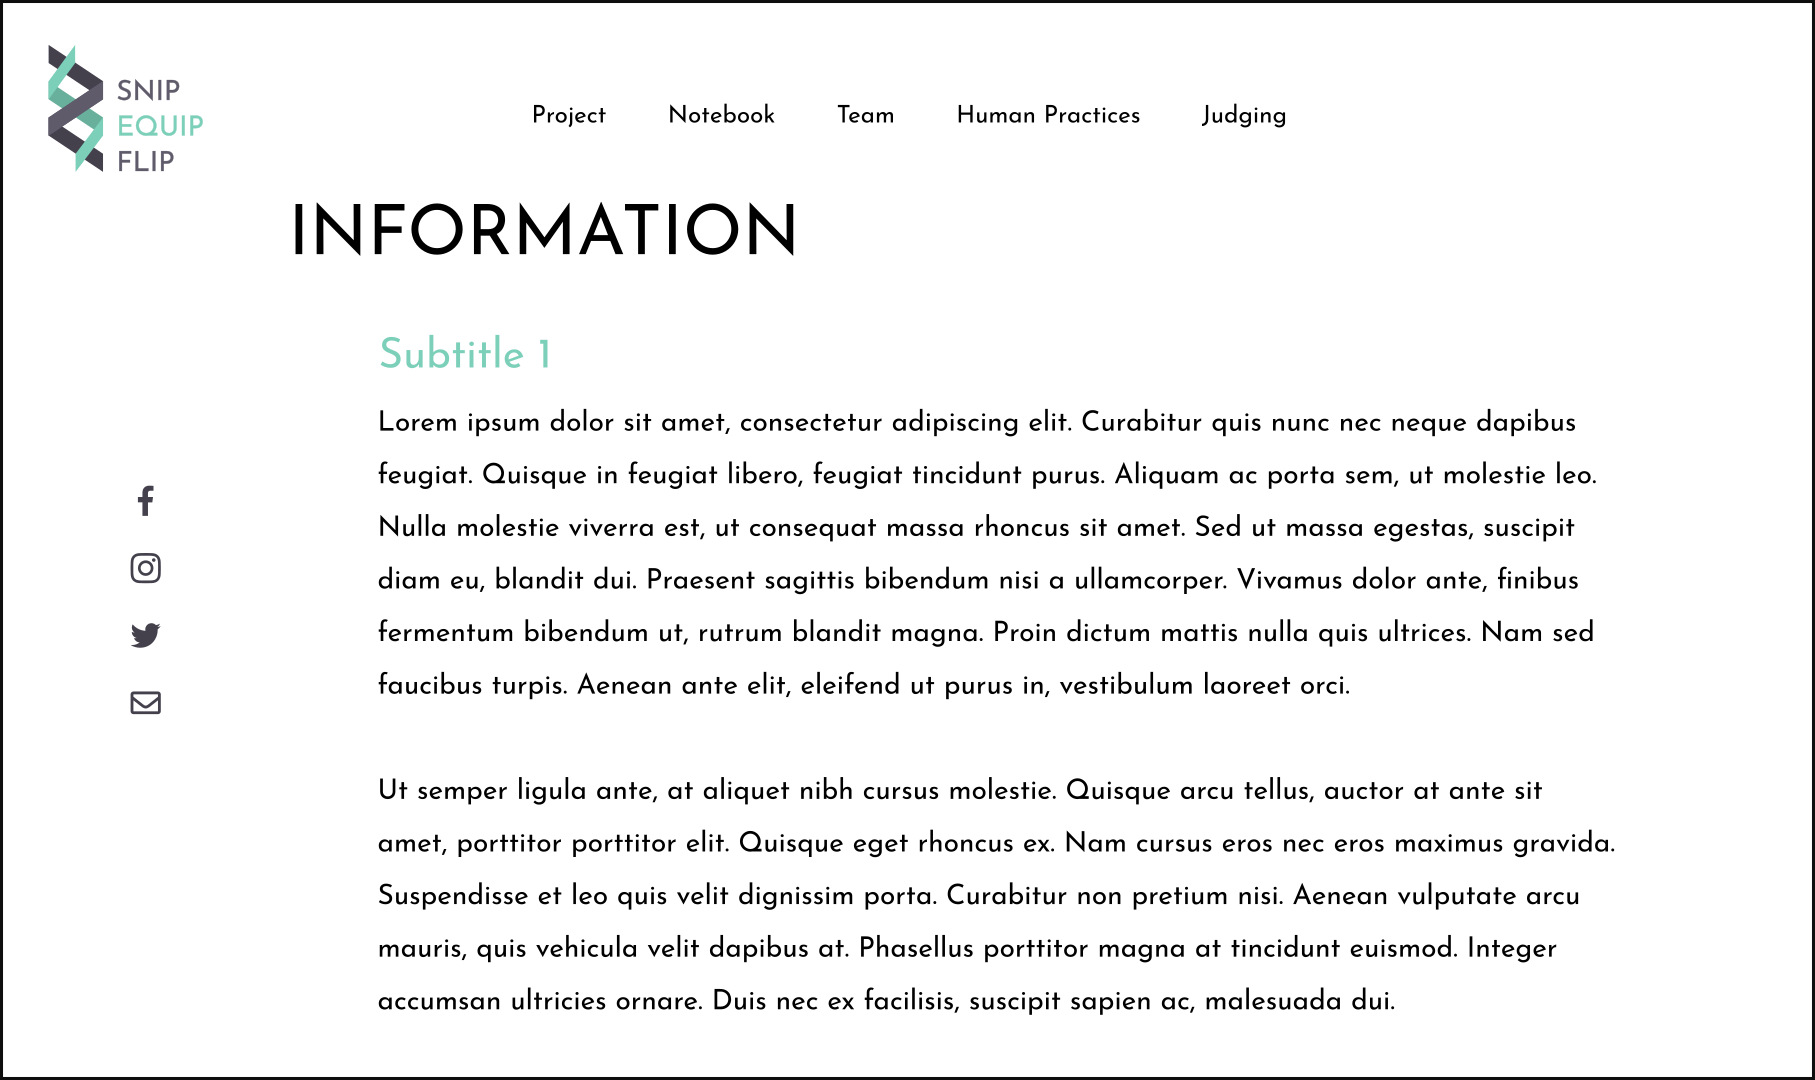 SNIP
EQUIP
FLIP
Project Notebook Team Human Practices Judging
INFORMATION
Subtitle 1
Lorem ipsum dolor sit amet, consectetur adipiscing elit. Curabitur quis nunc nec neque dapibus
feugiat. Quisque in feugiat libero, feugiat tincidunt purus. Aliquam ac porta sem, ut molestie leo.
Nulla molestie viverra est, ut consequat massa rhoncus sit amet. Sed ut massa egestas, suscipit
diam eu, blandit dui. Praesent sagittis bibendum nisi a ullamcorper. Vivamus dolor ante, finibus
fermentum bibendum ut, rutrum blandit magna. Proin dictum mattis nulla quis ultrices. Nam sed
faucibus turpis. Aenean ante elit, eleifend ut purus in, vestibulum laoreet orci.
Ut semper ligula ante, at aliquet nibh cursus molestie. Quisque arcu tellus, auctor at ante sit
amet, porttitor porttitor elit. Quisque eget rhoncus ex. Nam cursus eros nec eros maximus gravida.
Suspendisse et leo quis velit dignissim porta. Curabitur non pretium nisi. Aenean vulputate arcu
mauris, quis vehicula velit dapibus at. Phasellus porttitor magna at tincidunt euismod. Integer
accumsan ultricies ornare. Duis nec ex facilisis, suscipit sapien ac, malesuada dui.